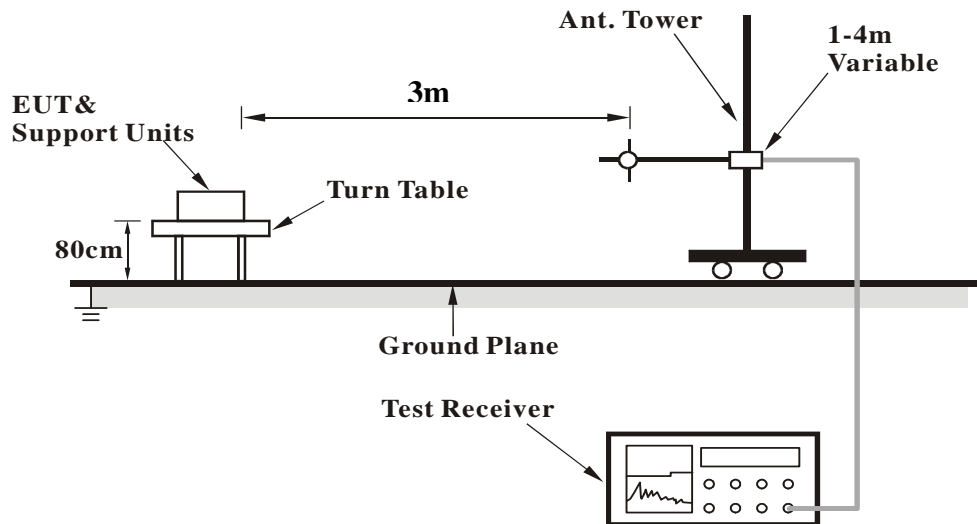 Ant. Tower
1-4m
Variable
3m
EUT&
Support Units
Turn Table
80cm
Ground Plane
Test Receiver